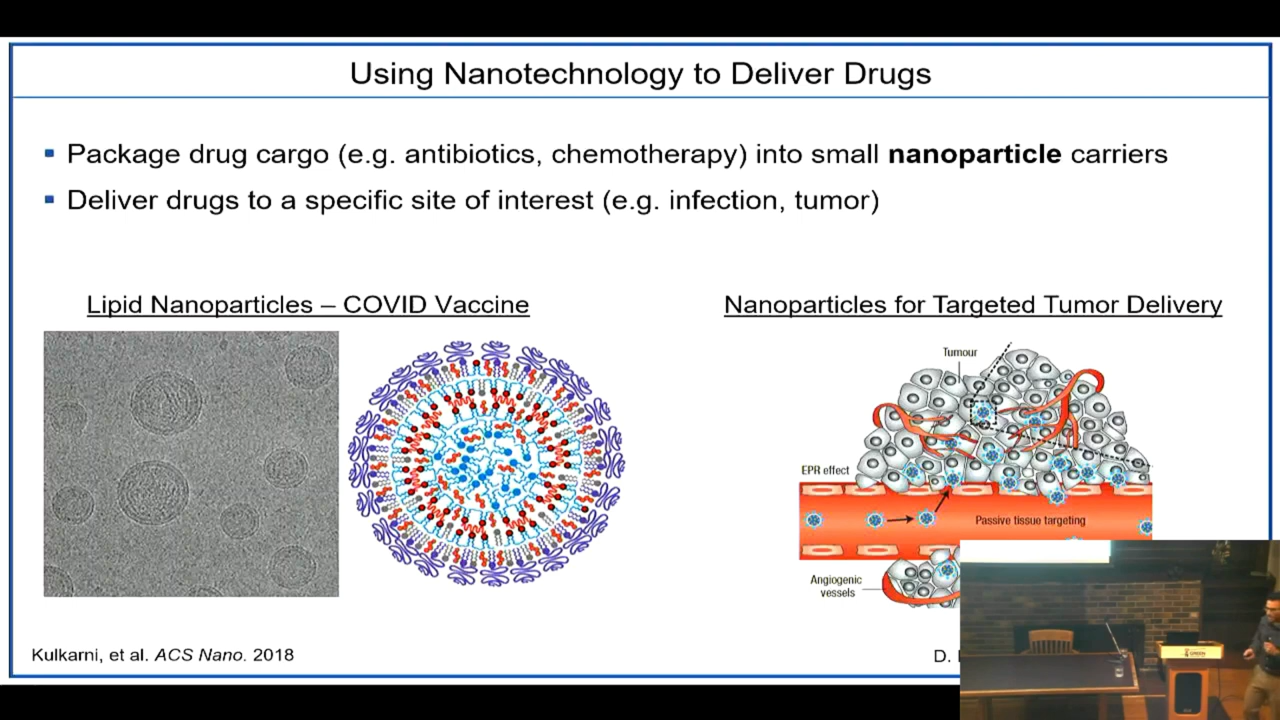 Using Nanotechnology to Deliver Drugs
Package drug cargo (e.g. antibiotics, chemotherapy) into small nanoparticle carriers
Deliver drugs to a specific site of interest (e.g. infection, tumor)
Lipid Nanoparticles – COVID Vaccine
Nanoparticles for Targeted Tumor Delivery
Tumour
EPR effect
Passive tissue targeting
Angiogenic
vessels
Kulkarni, et al. ACS Nano. 2018
D.